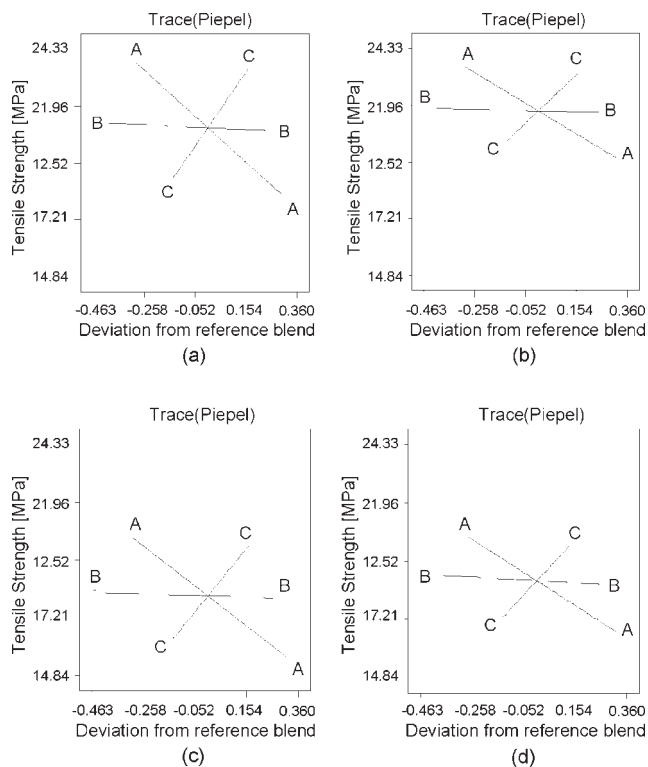 Trace(Piepel)
24.33
21.96
12.52
17.21
14.84
Tensile Strength [MPa]
A
C
B
B
C
A
-0.463 -0.258 -0.052 0.154 0.360
Deviation from reference blend
(a)
Trace(Piepel)
24.33
21.96
12.52
17.21
14.84
Tensile Strength [MPa]
A
C
B
B
C
A
-0.463 -0.258 -0.052 0.154 0.360
Deviation from reference blend
(b)
Trace(Piepel)
24.33
21.96
12.52
17.21
14.84
Tensile Strength [MPa]
A
C
B
B
C
A
-0.463 -0.258 -0.052 0.154 0.360
Deviation from reference blend
(c)
Trace(Piepel)
24.33
21.96
12.52
17.21
14.84
Tensile Strength [MPa]
A
C
B
B
C
A
-0.463 -0.258 -0.052 0.154 0.360
Deviation from reference blend
(d)